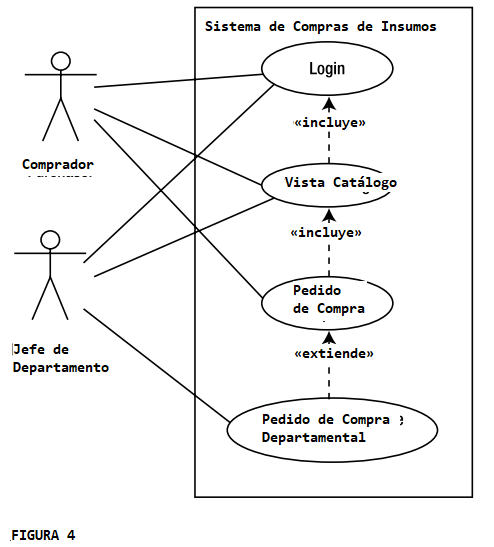 Sistema de Compras de Insumos
Login
«incluye»
Comprador
Vista Catálogo
«incluye»
Pedido
de Compra
«extiende»
Jefe de
Departamento
Pedido de Compra
Departamental
FIGURA 4